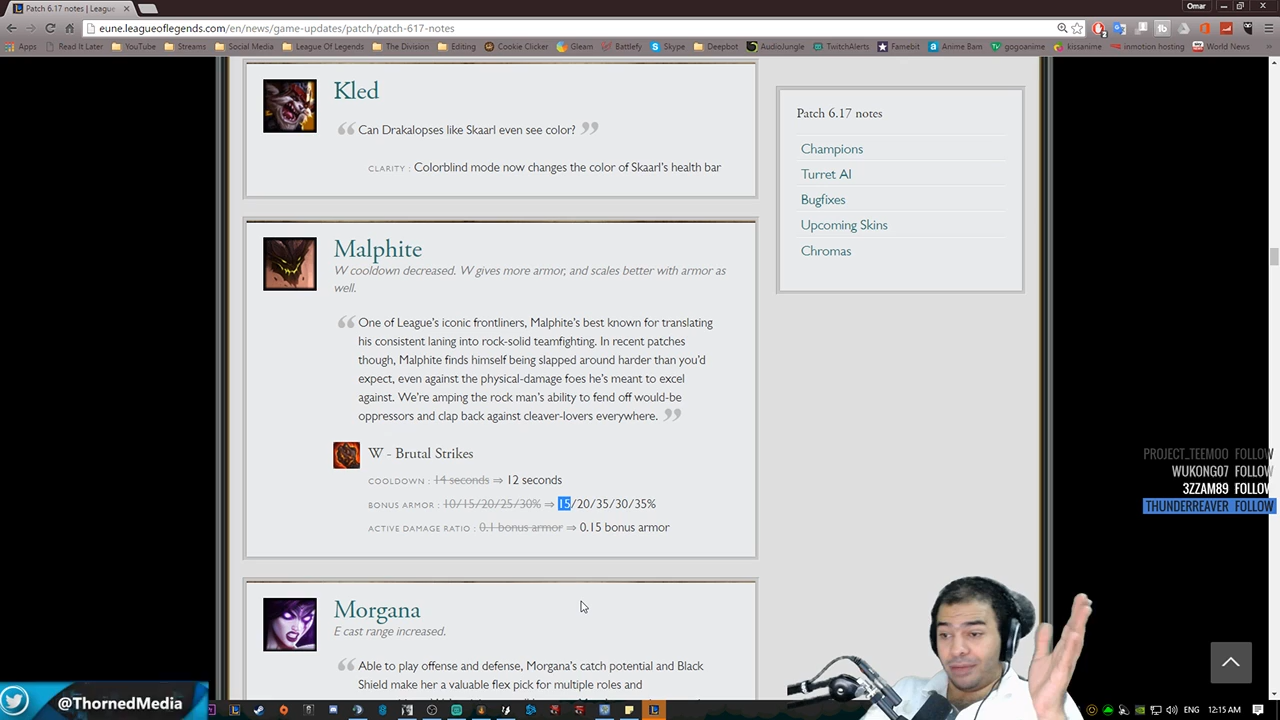 Patch 6.17 notes | League
Omar
eune.leagueoflegends.com/en/news/game-updates/patch/patch-617-notes
Apps Read It Later YouTube Streams Social Media League Of Legends The Division Editing Cookie Clicker Gleam Battlefy Skype Deepbot AudioJungle TwitchAlerts Famebit Anime Bam gogoanime kissanime inmotion hosting World News
Kled
Can Drakalopses like Skaarl even see color?
CLARITY : Colorblind mode now changes the color of Skaarl's health bar
Malphite
W cooldown decreased. W gives more armor, and scales better with armor as
well.
One of League's iconic frontliners, Malphite's best known for translating
his consistent laning into rock-solid teamfighting. In recent patches
though, Malphite finds himself being slapped around harder than you'd
expect, even against the physical-damage foes he's meant to excel
against. We're amping the rock man's ability to fend off would-be
oppressors and clap back against cleaver-lovers everywhere.
W - Brutal Strikes
COOLDOWN : 14 seconds ⇒ 12 seconds
BONUS ARMOR : 10/15/20/25/30% ⇒ 15/20/35/30/35%
ACTIVE DAMAGE RATIO : 0.1 bonus armor ⇒ 0.15 bonus armor
Morgana
E cast range increased.
Able to play offense and defense, Morgana's catch potential and Black
Shield make her a valuable flex pick for multiple roles and
Patch 6.17 notes
Champions
Turret AI
Bugfixes
Upcoming Skins
Chromas
PROJECT_TEEMOO FOLLOW
WUKONG07 FOLLOW
3ZZAM89 FOLLOW
THUNDERREAVER FOLLOW
@ThornedMedia
ENG 12:15 AM